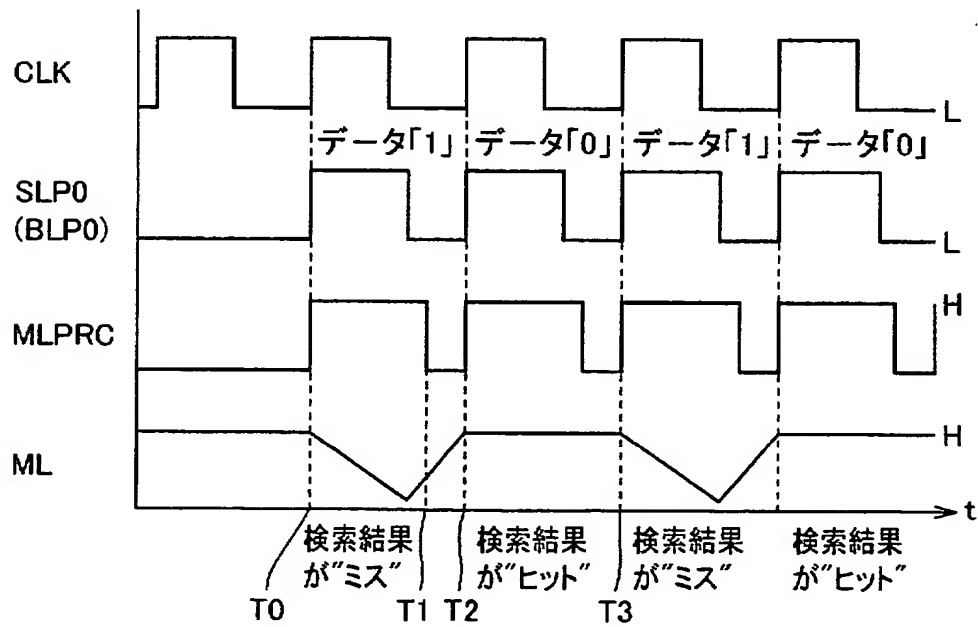 CLK
L
データ「1」 データ「0」 データ「1」 データ「0」
SLP0
(BLP0)
L
H
MLPRC
H
ML
t
検索結果 検索結果 検索結果 検索結果
が"ミス" が"ヒット" が"ミス" が"ヒット"
T0 T1 T2 T3